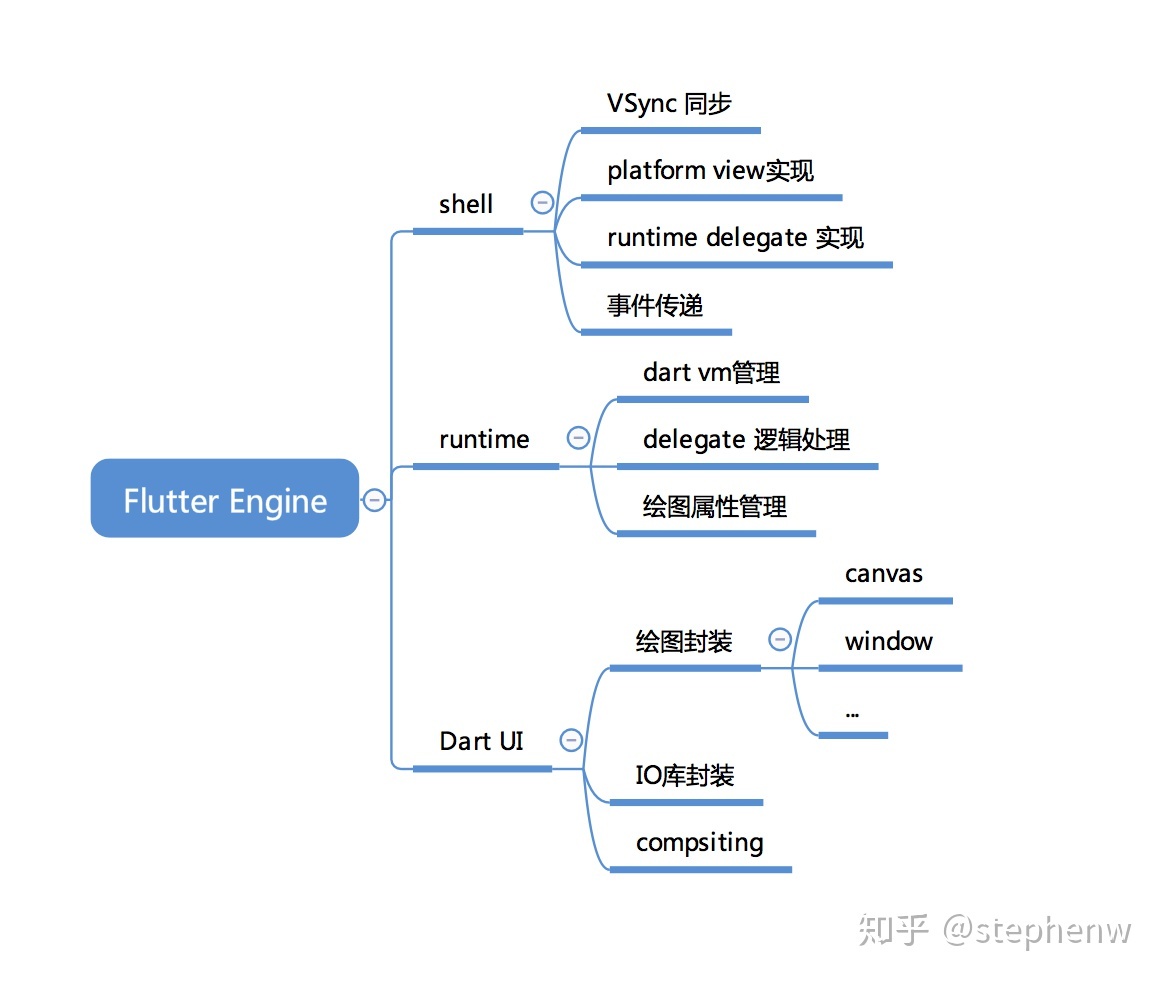 VSync 同步
platform view实现
shell
runtime delegate 实现
事件传递
dart vm管理
runtime
delegate 逻辑处理
Flutter Engine
绘图属性管理
canvas
绘图封装
window
...
Dart UI
IO库封装
compsiting
知乎 @stephenw